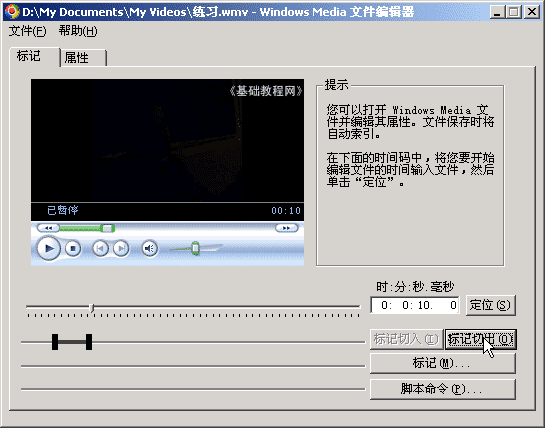 D:\My Documents\My Videos\练习.wmv - Windows Media 文件编辑器
文件(F) 帮助(H)
标记 属性
《基础教程网》
已暂停 00:10
提示
您可以打开 Windows Media 文
件并编辑其属性。文件保存时将
自动索引。
在下面的时间码中，将您要开始
编辑文件的时间输入文件，然后
单击“定位”。
时:分:秒.毫秒
0: 0:10. 0 定位(S)
标记切入(I) 标记切出(O)
标记(M)...
脚本命令(P)...